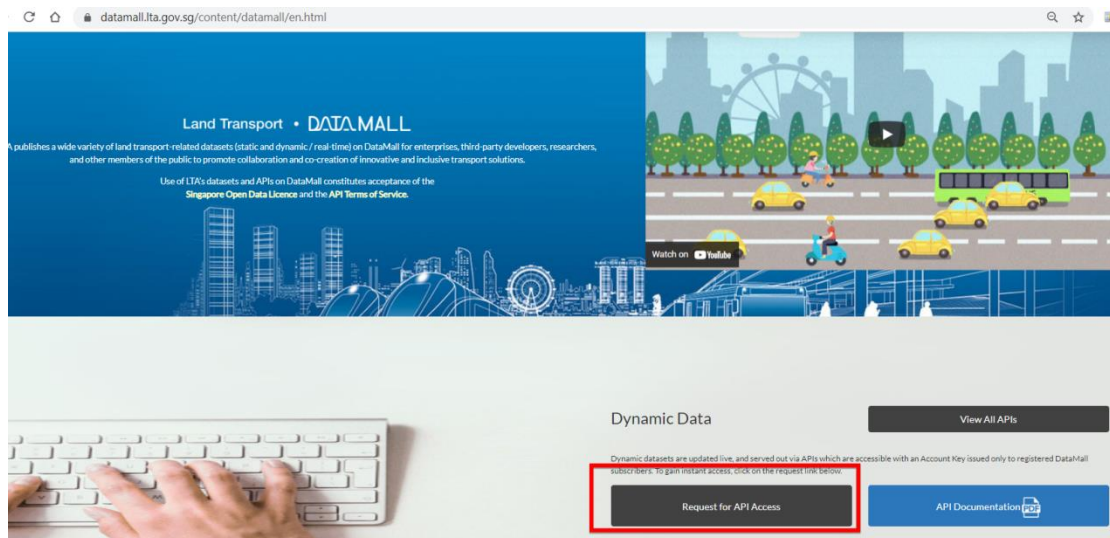 datamall.lta.gov.sg/content/datamall/en.html
Land Transport • DATA MALL
A publishes a wide variety of land transport-related datasets (static and dynamic / real-time) on DataMall for enterprises, third-party developers, researchers,
and other members of the public to promote collaboration and co-creation of innovative and inclusive transport solutions.
Use of LTA's datasets and APIs on DataMall constitutes acceptance of the
Singapore Open Data Licence and the API Terms of Service.
Watch on YouTube
Dynamic Data
View All APIs
Dynamic datasets are updated live, and served out via APIs which are accessible with an Account Key issued only to registered DataMall
subscribers. To gain instant access, click on the request link below.
Request for API Access
API Documentation PDF